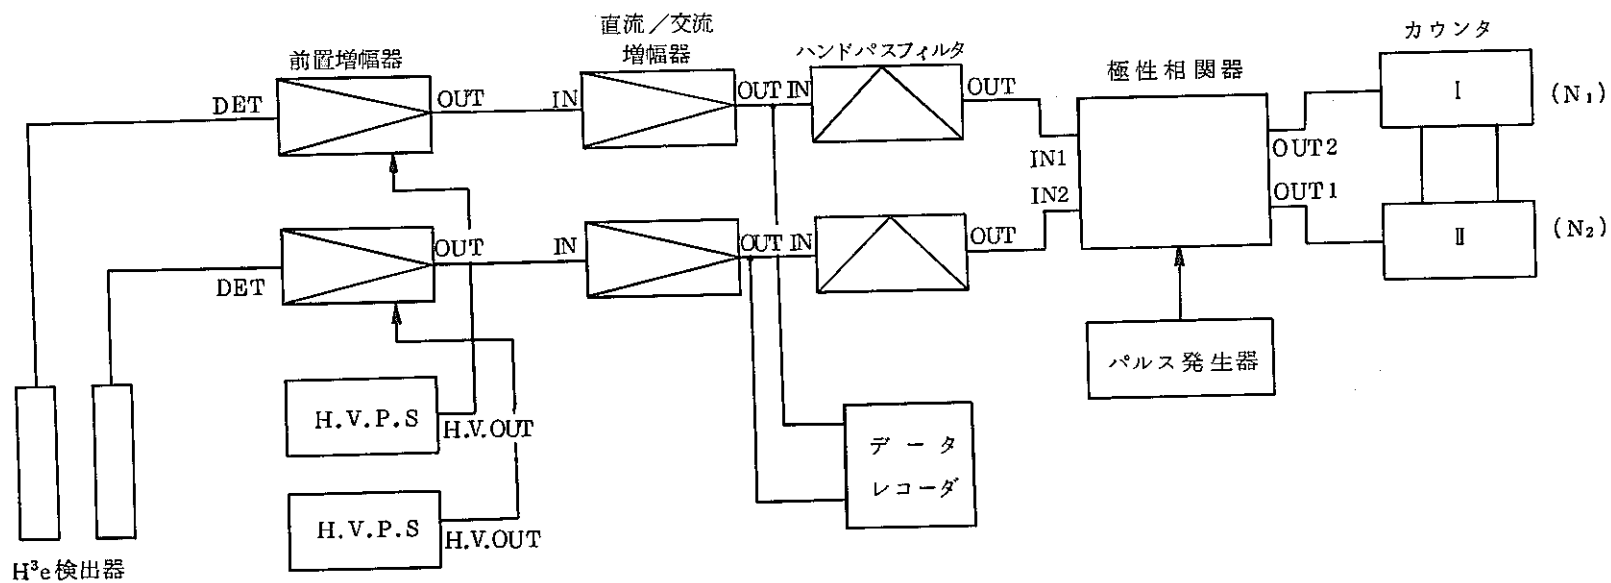 直流／交流
増幅器
前置増幅器
ハンドパスフィルタ
カウンタ
極性相関器
DET
OUT
IN
OUT IN
OUT
I
(N₁)
IN1
OUT2
IN2
OUT1
DET
OUT
IN
OUT IN
OUT
II
(N₂)
パルス発生器
H.V.P.S
H.V.OUT
データ
レコーダ
H.V.P.S
H.V.OUT
H³e検出器